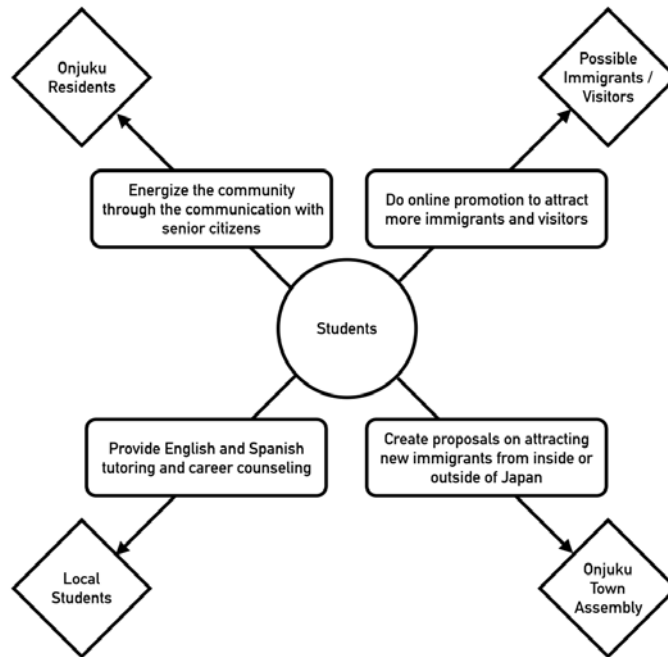 Onjuku
Residents
Possible
Immigrants /
Visitors
Energize the community
through the communication with
senior citizens
Do online promotion to attract
more immigrants and visitors
Students
Provide English and Spanish
tutoring and career counseling
Create proposals on attracting
new immigrants from inside or
outside of Japan
Local
Students
Onjuku
Town
Assembly